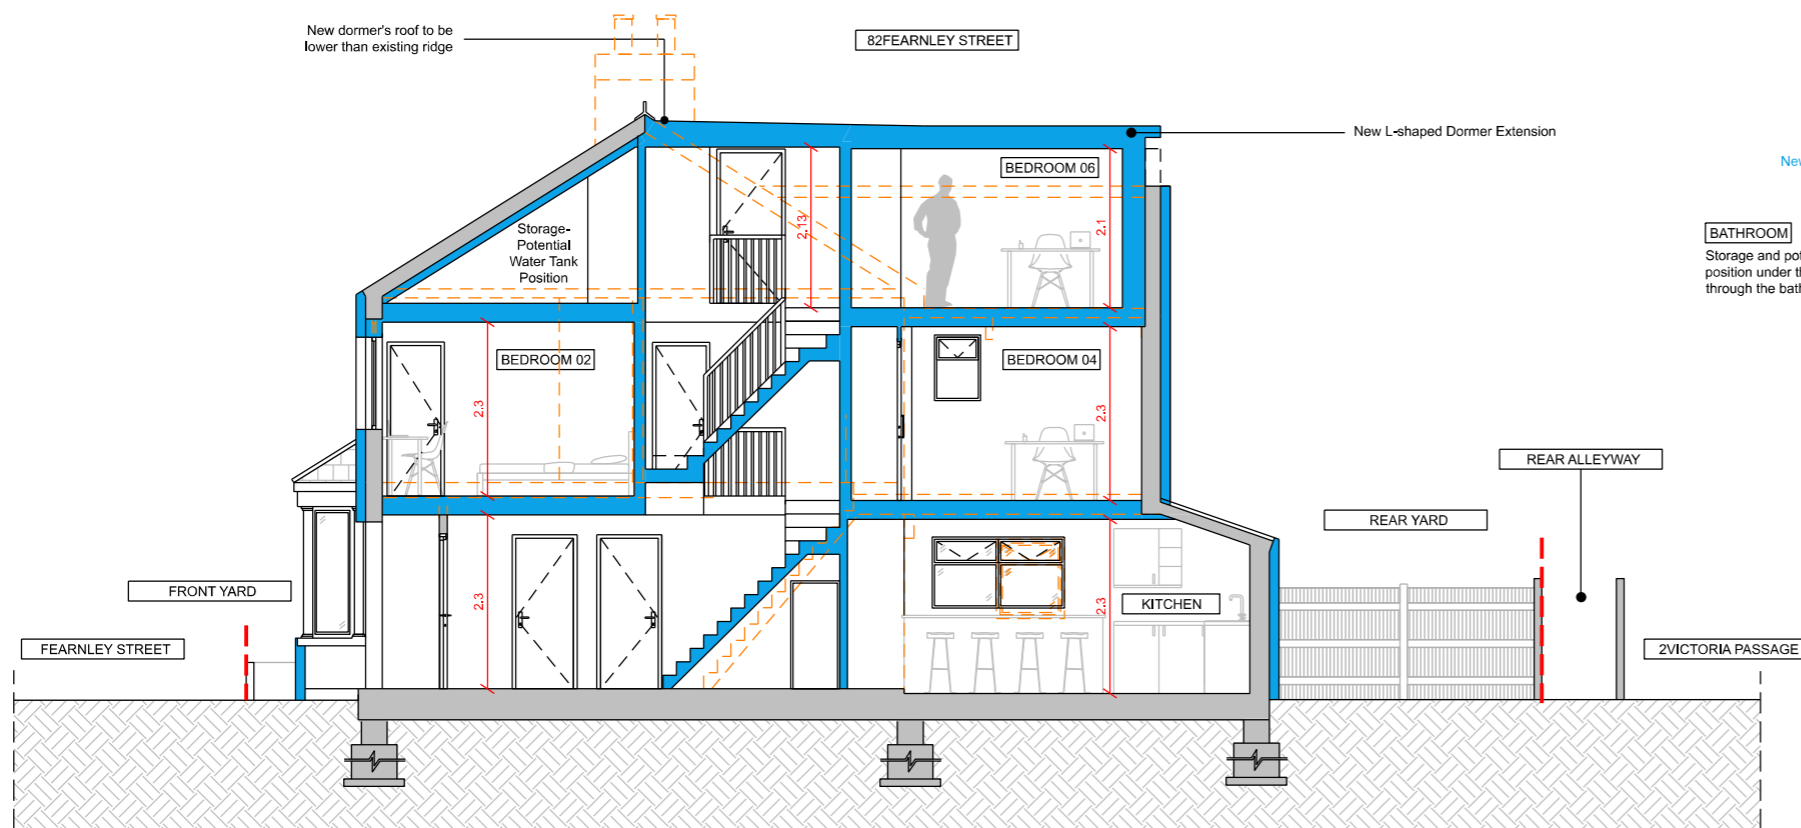 New dormer's roof to be
lower than existing ridge
82FEARNLEY STREET
New L-shaped Dormer Extension
BEDROOM 06
BATHROOM
Storage and
position under
through the
Storage-
Potential
Water Tank
Position
2.13
2.1
BEDROOM 02
BEDROOM 04
2.3
2.3
REAR ALLEYWAY
REAR YARD
FRONT YARD
2.3
2.3
KITCHEN
FEARNLEY STREET
2VICTORIA PASSAGE